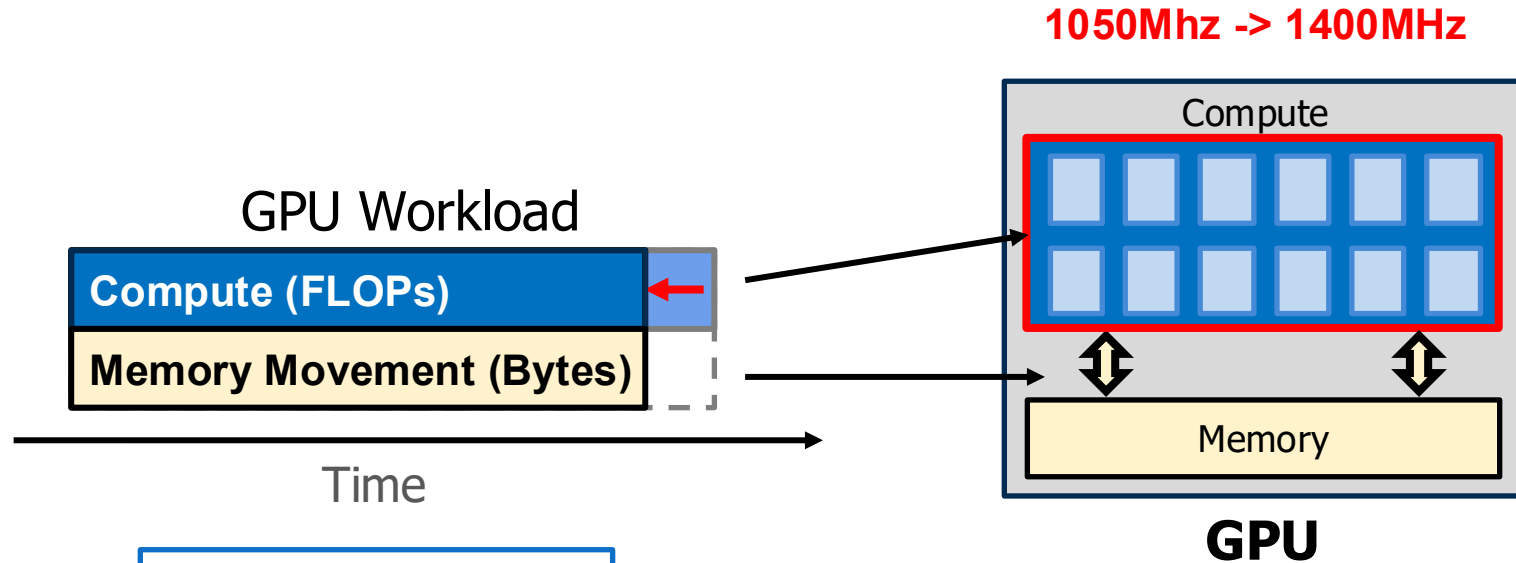 1050Mhz -> 1400MHz
Compute
GPU Workload
Compute (FLOPs)
Memory Movement (Bytes)
Memory
Time
GPU